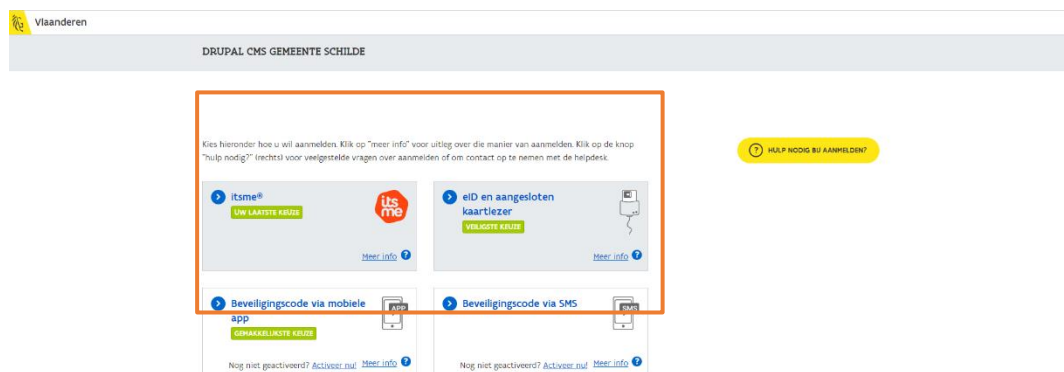 Vlaanderen
DRUPAL CMS GEMEENTE SCHILDE
Kies hieronder hoe u wil aanmelden. Klik op "meer info" voor uitleg over die manier van aanmelden. Klik op de knop
"hulp nodig?" (rechts) voor veelgestelde vragen over aanmelden of om contact op te nemen met de helpdesk.
HULP NODIG BIJ AANMELDEN?
itsme®
UW LAATSTE KEUZE
its
me
Meer info
eID en aangesloten
kaartlezer
VEILIGSTE KEUZE
Meer info
Beveiligingscode via mobiele
app
GEMAKKELIJKSTE KEUZE
APP
Nog niet geactiveerd? Activeer nu! Meer info
Beveiligingscode via SMS
SMS
Nog niet geactiveerd? Activeer nu! Meer info